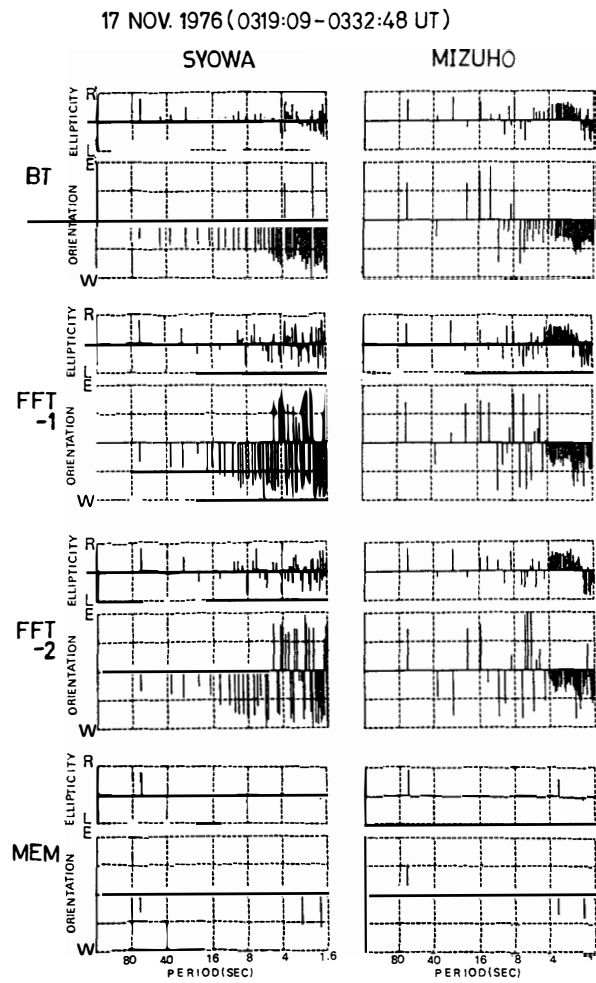 17 NOV. 1976 (0319:09-0332:48 UT)
SYOWA MIZUHO
R
ELLIPTICITY
L
BT
E
ORIENTATION
W
R
ELLIPTICITY
L
FFT
-1
E
ORIENTATION
W
R
ELLIPTICITY
L
FFT
-2
E
ORIENTATION
W
R
ELLIPTICITY
L
MEM
E
ORIENTATION
W
80 40 16 8 4 1.6 80 40 16 8 4
PERIOD(SEC) PERIOD(SEC)